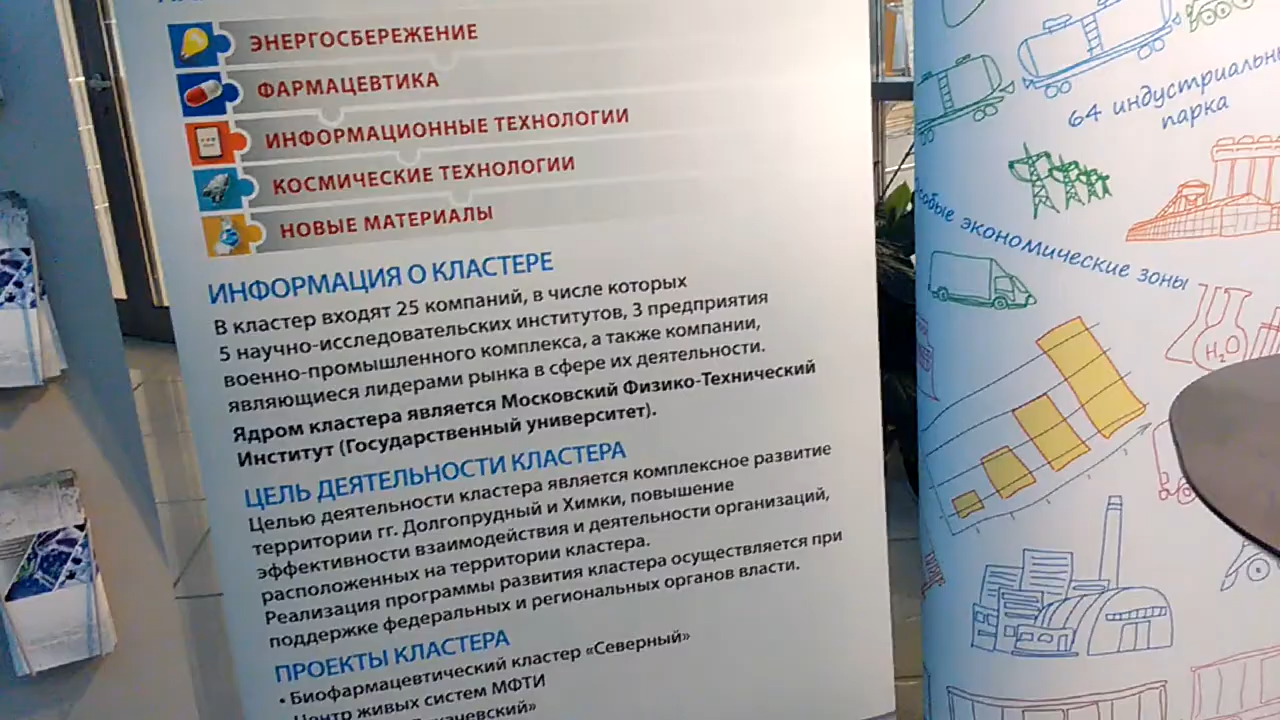 ЭНЕРГОСБЕРЕЖЕНИЕ
ФАРМАЦЕВТИКА
ИНФОРМАЦИОННЫЕ ТЕХНОЛОГИИ
КОСМИЧЕСКИЕ ТЕХНОЛОГИИ
НОВЫЕ МАТЕРИАЛЫ
ИНФОРМАЦИЯ О КЛАСТЕРЕ
В кластер входят 25 компаний, в числе которых
5 научно-исследовательских институтов, 3 предприятия
военно-промышленного комплекса, а также компании,
являющиеся лидерами рынка в сфере их деятельности.
Ядром кластера является Московский Физико-Технический
Институт (Государственный университет).
ЦЕЛЬ ДЕЯТЕЛЬНОСТИ КЛАСТЕРА
Целью деятельности кластера является комплексное развитие
территории гг. Долгопрудный и Химки, повышение
эффективности взаимодействия и деятельности организаций,
расположенных на территории кластера.
Реализация программы развития кластера осуществляется при
поддержке федеральных и региональных органов власти.
ПРОЕКТЫ КЛАСТЕРА
• Биофармацевтический кластер «Северный»
Центр живых систем МФТИ
64 индустриальн
парка
собые экономические зоны
H₂O